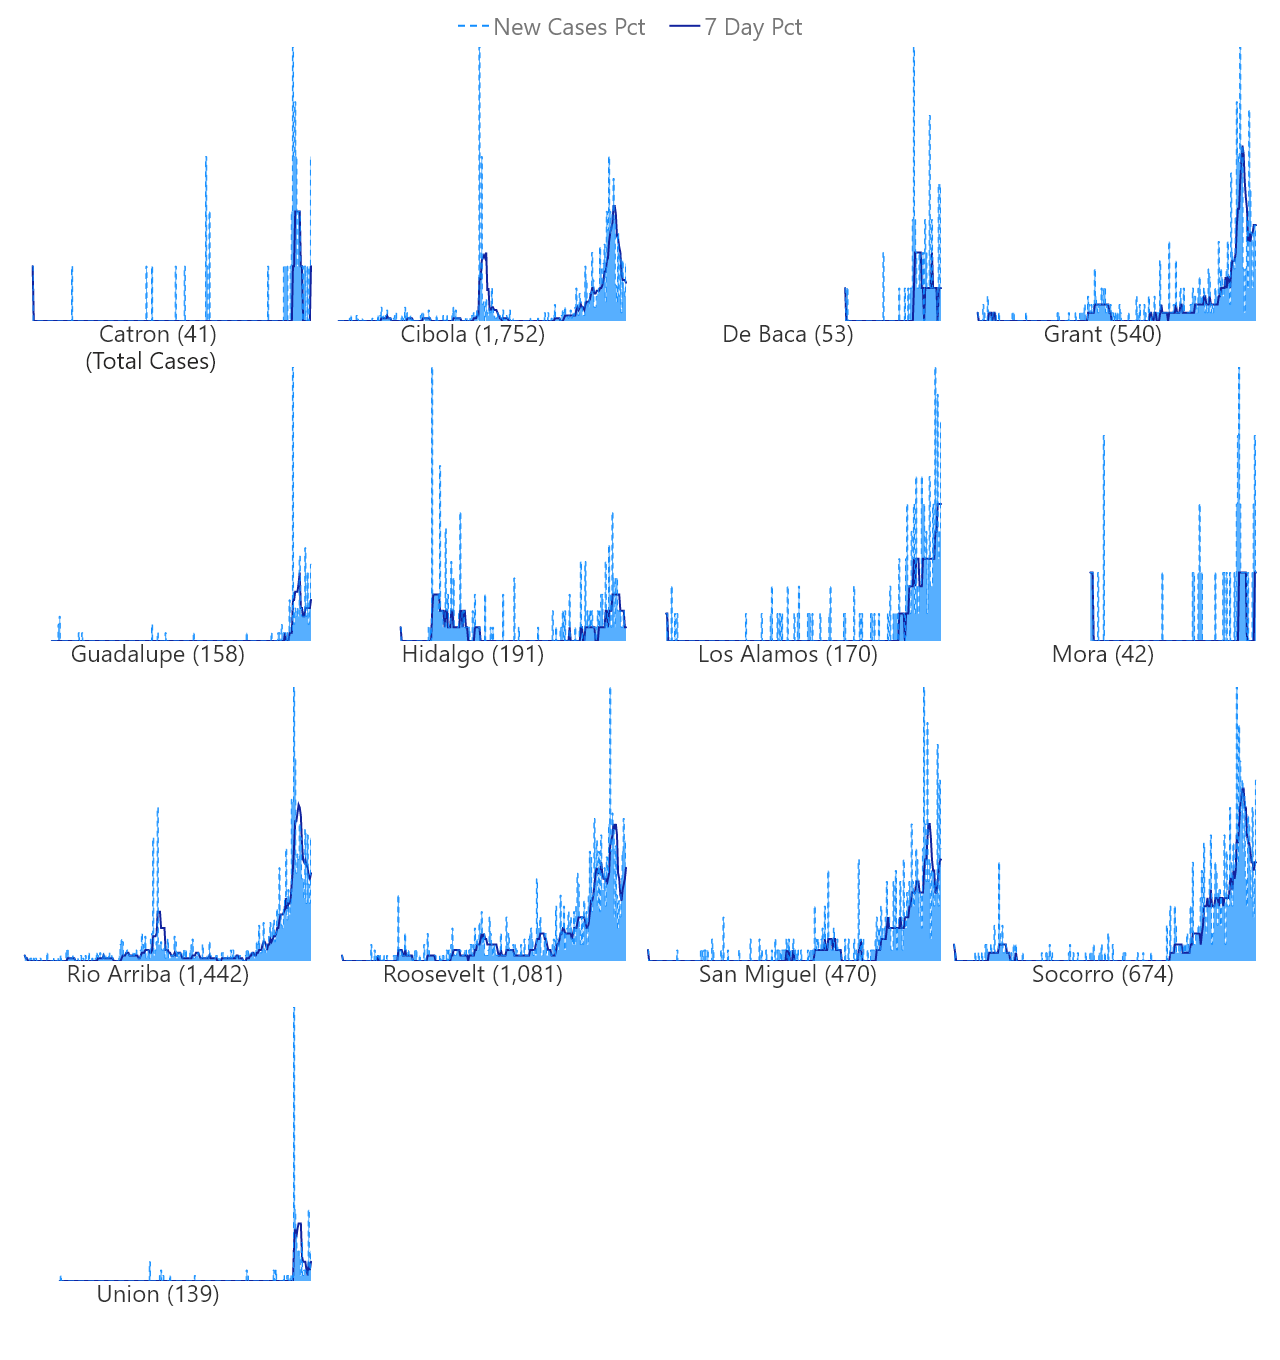 New Cases Pct 7 Day Pct
Catron (41)
(Total Cases)
Cibola (1,752)
De Baca (53)
Grant (540)
Guadalupe (158)
Hidalgo (191)
Los Alamos (170)
Mora (42)
Rio Arriba (1,442)
Roosevelt (1,081)
San Miguel (470)
Socorro (674)
Union (139)